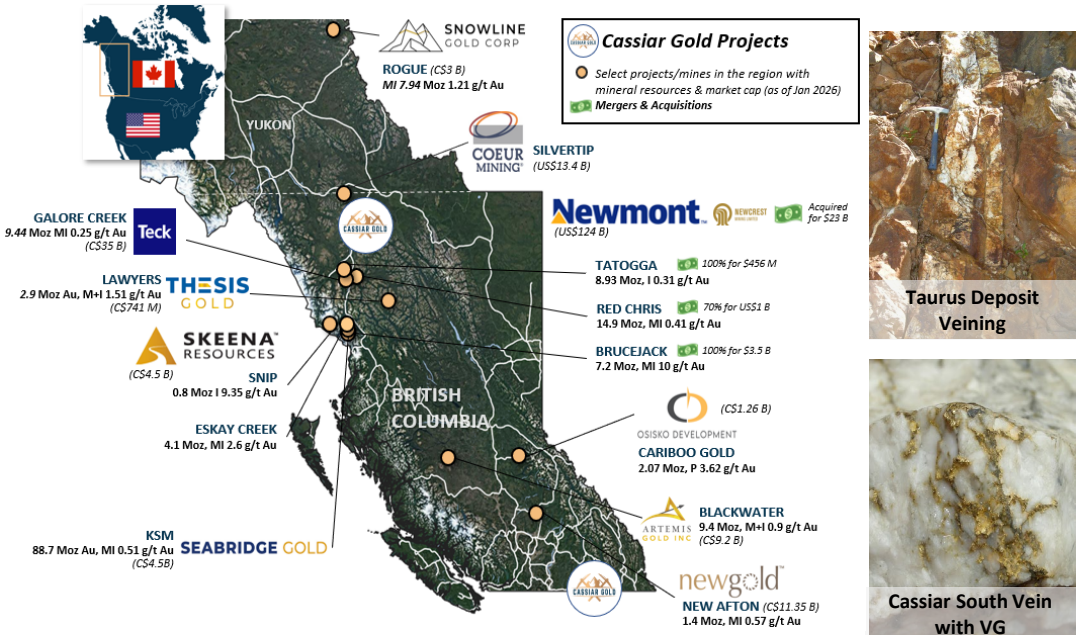 SNOWLINE
GOLD CORP
ROGUE (C$3 B)
MI 7.94 Moz 1.21 g/t Au
CASSIAR GOLD
Cassiar Gold Projects
Select projects/mines in the region with
mineral resources & market cap (as of Jan 2026)
Mergers & Acquisitions
YUKON
COEUR
MINING®
SILVERTIP
(US$13.4 B)
GALORE CREEK
9.44 Moz MI 0.25 g/t Au
(C$35 B)
Teck
CASSIAR GOLD
Newmont™
(US$124 B)
NEWCREST
MINING LIMITED
Acquired
for $23 B
LAWYERS
2.9 Moz Au, M+I 1.51 g/t Au
(C$741 M)
THESIS
GOLD
TATOGGA
100% for $456 M
8.93 Moz, I 0.31 g/t Au
RED CHRIS
70% for US$1 B
14.9 Moz, MI 0.41 g/t Au
BRUCEJACK
100% for $3.5 B
7.2 Moz, MI 10 g/t Au
SKEENA™
RESOURCES
(C$4.5 B)
SNIP
0.8 Moz I 9.35 g/t Au
ESKAY CREEK
4.1 Moz, MI 2.6 g/t Au
BRITISH
COLUMBIA
(C$1.26 B)
OSISKO DEVELOPMENT
CARIBOO GOLD
2.07 Moz, P 3.62 g/t Au
ARTEMIS
GOLD INC
BLACKWATER
9.4 Moz, M+I 0.9 g/t Au
(C$9.2 B)
KSM
88.7 Moz Au, MI 0.51 g/t Au
(C$4.5B)
SEABRIDGE GOLD
CASSIAR GOLD
newgold™
NEW AFTON (C$11.35 B)
1.4 Moz, MI 0.57 g/t Au
Taurus Deposit
Veining
Cassiar South Vein
with VG